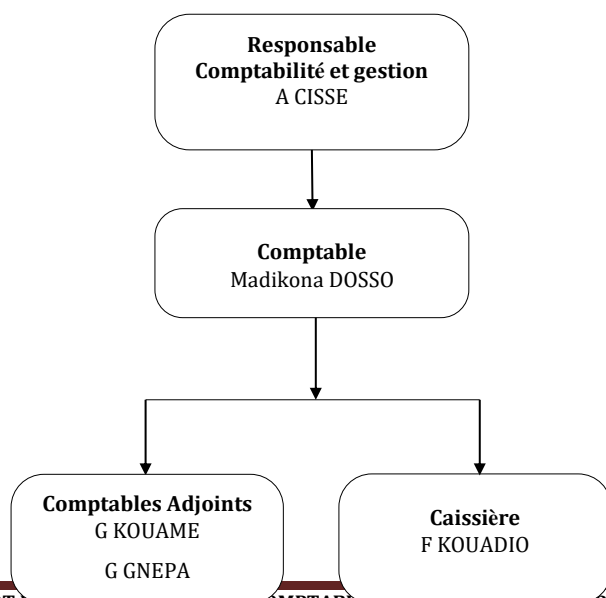 Responsable
Comptabilité et gestion
A CISSE
Comptable
Madikona DOSSO
Comptables Adjoints
G KOUAME
G GNEPA
Caissière
F KOUADIO